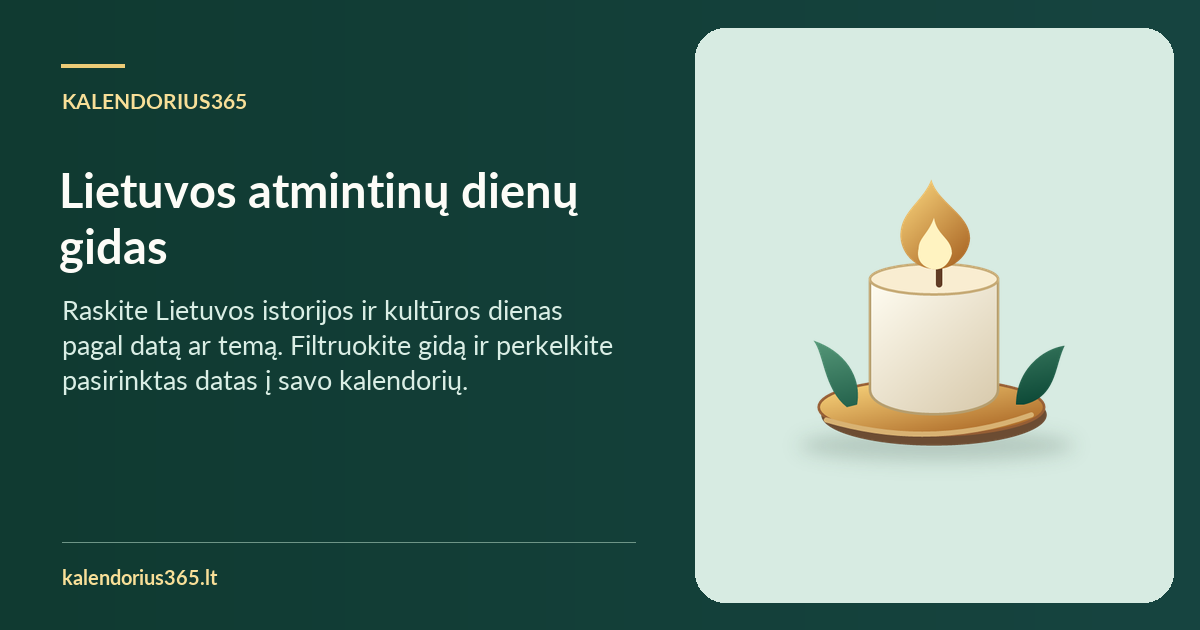 KALENDORIUS365
Lietuvos atmintinų dienų
gidas
Raskite Lietuvos istorijos ir kultūros dienas
pagal datą ar temą. Filtruokite gidą ir perkelkite
pasirinktas datas į savo kalendorių.
kalendorius365.lt